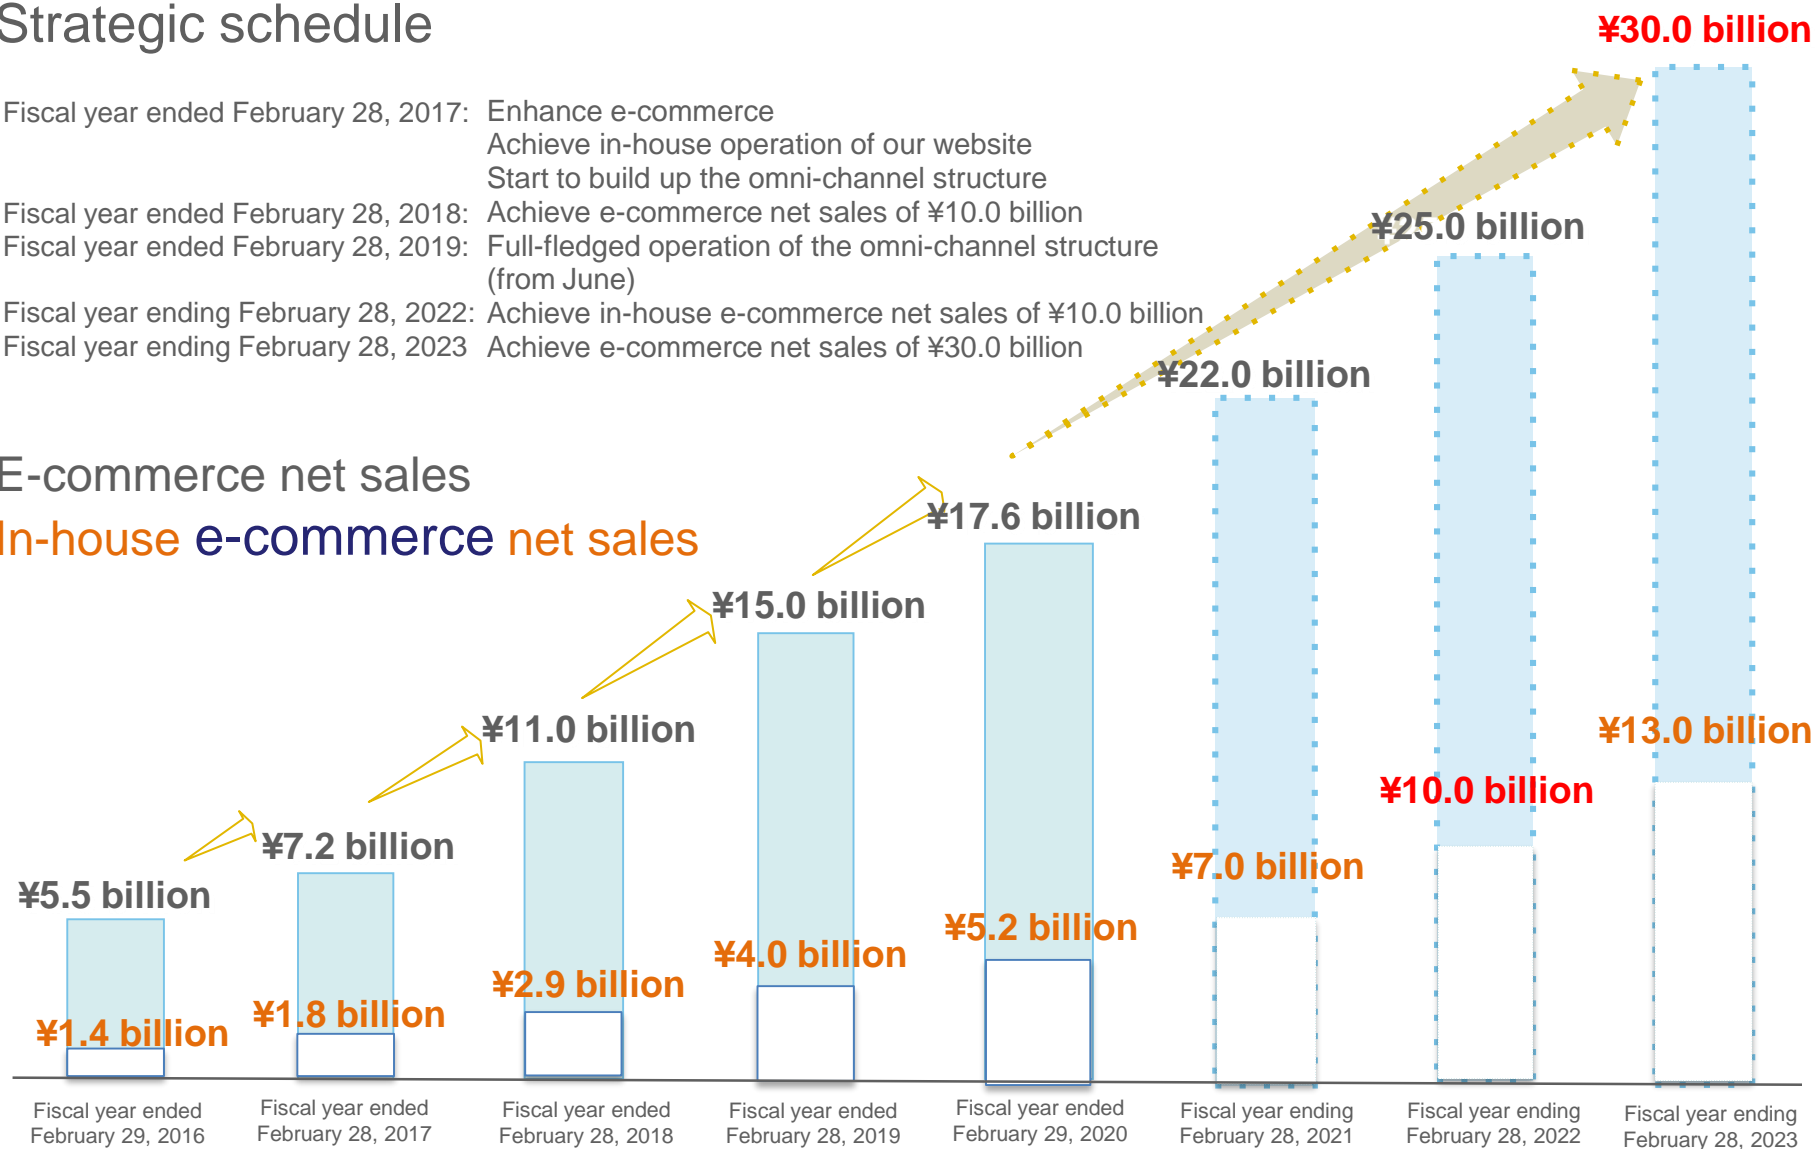 Strategic schedule
Fiscal year ended February 28, 2017: Enhance e-commerce
Achieve in-house operation of our website
Start to build up the omni-channel structure
Fiscal year ended February 28, 2018: Achieve e-commerce net sales of ¥10.0 billion
Fiscal year ended February 28, 2019: Full-fledged operation of the omni-channel structure
(from June)
Fiscal year ending February 28, 2022: Achieve in-house e-commerce net sales of ¥10.0 billion
Fiscal year ending February 28, 2023 Achieve e-commerce net sales of ¥30.0 billion
E-commerce net sales
In-house e-commerce net sales
¥5.5 billion
¥7.2 billion
¥11.0 billion
¥15.0 billion
¥17.6 billion
¥22.0 billion
¥25.0 billion
¥30.0 billion
¥1.4 billion
¥1.8 billion
¥2.9 billion
¥4.0 billion
¥5.2 billion
¥7.0 billion
¥10.0 billion
¥13.0 billion
Fiscal year ended
February 29, 2016
Fiscal year ended
February 28, 2017
Fiscal year ended
February 28, 2018
Fiscal year ended
February 28, 2019
Fiscal year ended
February 29, 2020
Fiscal year ending
February 28, 2021
Fiscal year ending
February 28, 2022
Fiscal year ending
February 28, 2023